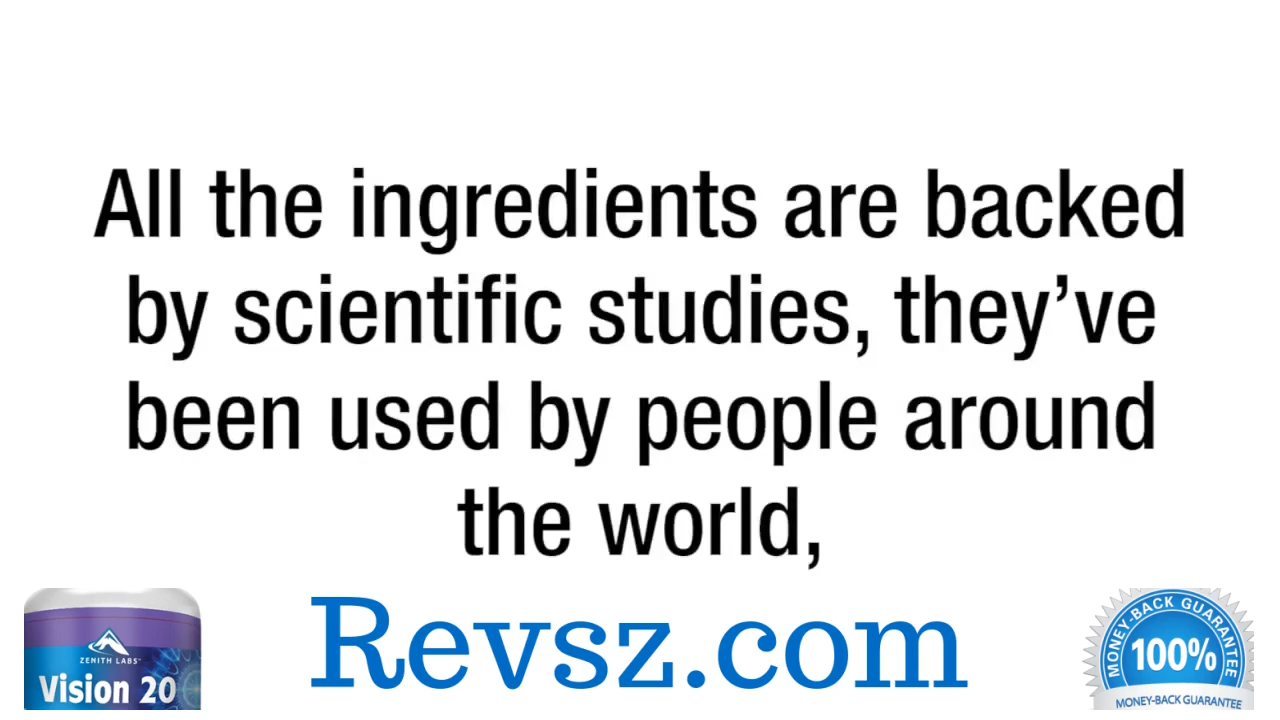 All the ingredients are backed
by scientific studies, they’ve
been used by people around
the world,
ZENITH LABS™
Vision 20
Revsz.com
MONEY-BACK GUARANTEE
100%
MONEY-BACK GUARANTEE